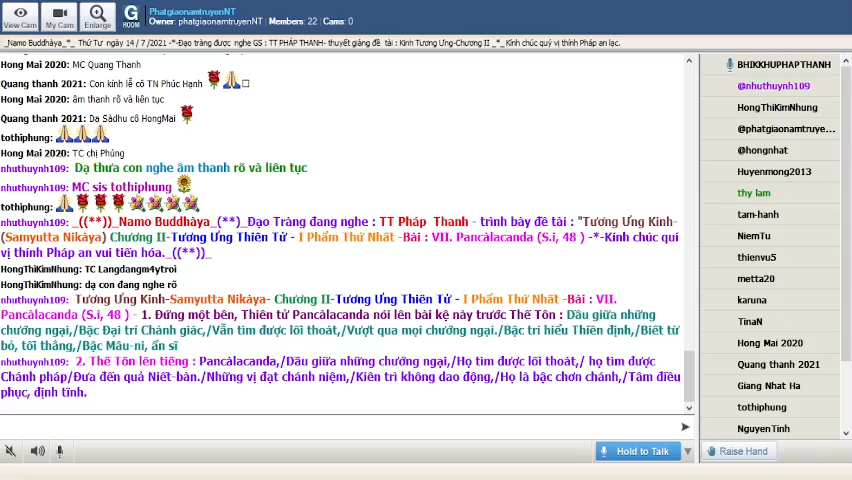 PhatgiaonamtruyenNT
Owner: phatgiaonamtruyenNT | Members: 22 | Cams: 0
View Cam
My Cam
Enlarge
G
ROOM
_Namo Buddhàya_*_ Thứ Tư ngày 14 / 7 /2021 -*-Đạo tràng được nghe GS : TT PHÁP THANH- thuyết giảng đề tài : Kinh Tương Ưng-Chương II _*_Kính chúc quý vị thính Pháp an lạc.
Hong Mai 2020: MC Quang Thanh
Quang thanh 2021: Con kính lễ cô TN Phúc Hạnh
Hong Mai 2020: âm thanh rõ và liên tục
Quang thanh 2021: Dạ Sàdhu cô HongMai
tothiphung:
Hong Mai 2020: TC chị Phủng
nhuthuynh109: Dạ thưa con nghe âm thanh rõ và liên tục
nhuthuynh109: MC sis tothiphung
tothiphung:
nhuthuynh109: _((**))_Namo Buddhàya_(**)_Đạo Tràng đang nghe : TT Pháp Thanh - trình bày đề tài : "Tương Ưng Kinh-
(Samyutta Nikàya) Chương II-Tương Ưng Thiên Tử - I Phẩm Thứ Nhất -Bài : VII. Pancàlacanda (S.i, 48 ) -*-Kính chúc quí
vị thính Pháp an vui tiến hóa._((**))_
HongThiKimNhung: TC Langdangm4ytroi
HongThiKimNhung: dạ con đang nghe rõ
nhuthuynh109: Tương Ưng Kinh-Samyutta Nikàya- Chương II-Tương Ưng Thiên Tử - I Phẩm Thứ Nhất -Bài : VII.
Pancàlacanda (S.i, 48 ) - 1. Đứng một bên, Thiên tử Pancàlacanda nói lên bài kệ này trước Thế Tôn : Dầu giữa những
chướng ngại,/Bậc Đại trí Chánh giác,/Vẫn tìm được lối thoát,/Vượt qua mọi chướng ngại./Bậc trí hiểu Thiền định,/Biết từ
bỏ, tối thắng,/Bậc Mâu-ni, ẩn sĩ
nhuthuynh109: 2. Thế Tôn lên tiếng : Pancàlacanda,/Dầu giữa những chướng ngại,/Họ tìm được lối thoát,/ họ tìm được
Chánh pháp/Đưa đến quả Niết-bàn./Những vị đạt chánh niệm,/Kiên trì không dao động,/Họ là bậc chơn chánh,/Tâm điều
phục, định tĩnh.
Hold to Talk
Raise Hand
BHIKKHUPHAPTHANH
@nhuthuynh109
HongThiKimNhung
@phatgiaonamtruye...
@hongnhat
Huyenmong2013
thy lam
tam-hanh
NiemTu
thienvu5
metta20
karuna
TinaN
Hong Mai 2020
Quang thanh 2021
Giang Nhat Ha
tothiphung
NguyenTinh